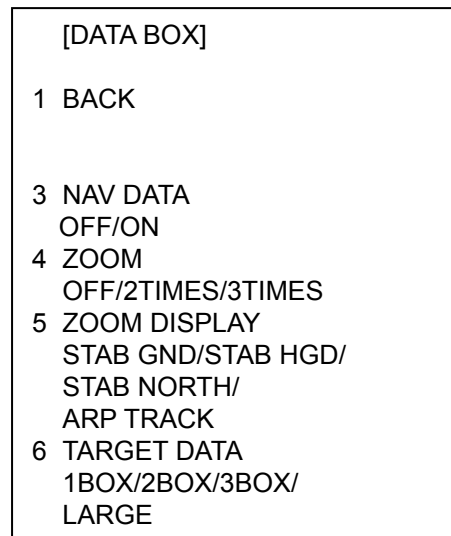 [DATA BOX]
1 BACK
3 NAV DATA
OFF/ON
4 ZOOM
OFF/2TIMES/3TIMES
5 ZOOM DISPLAY
STAB GND/STAB HGD/
STAB NORTH/
ARP TRACK
6 TARGET DATA
1BOX/2BOX/3BOX/
LARGE